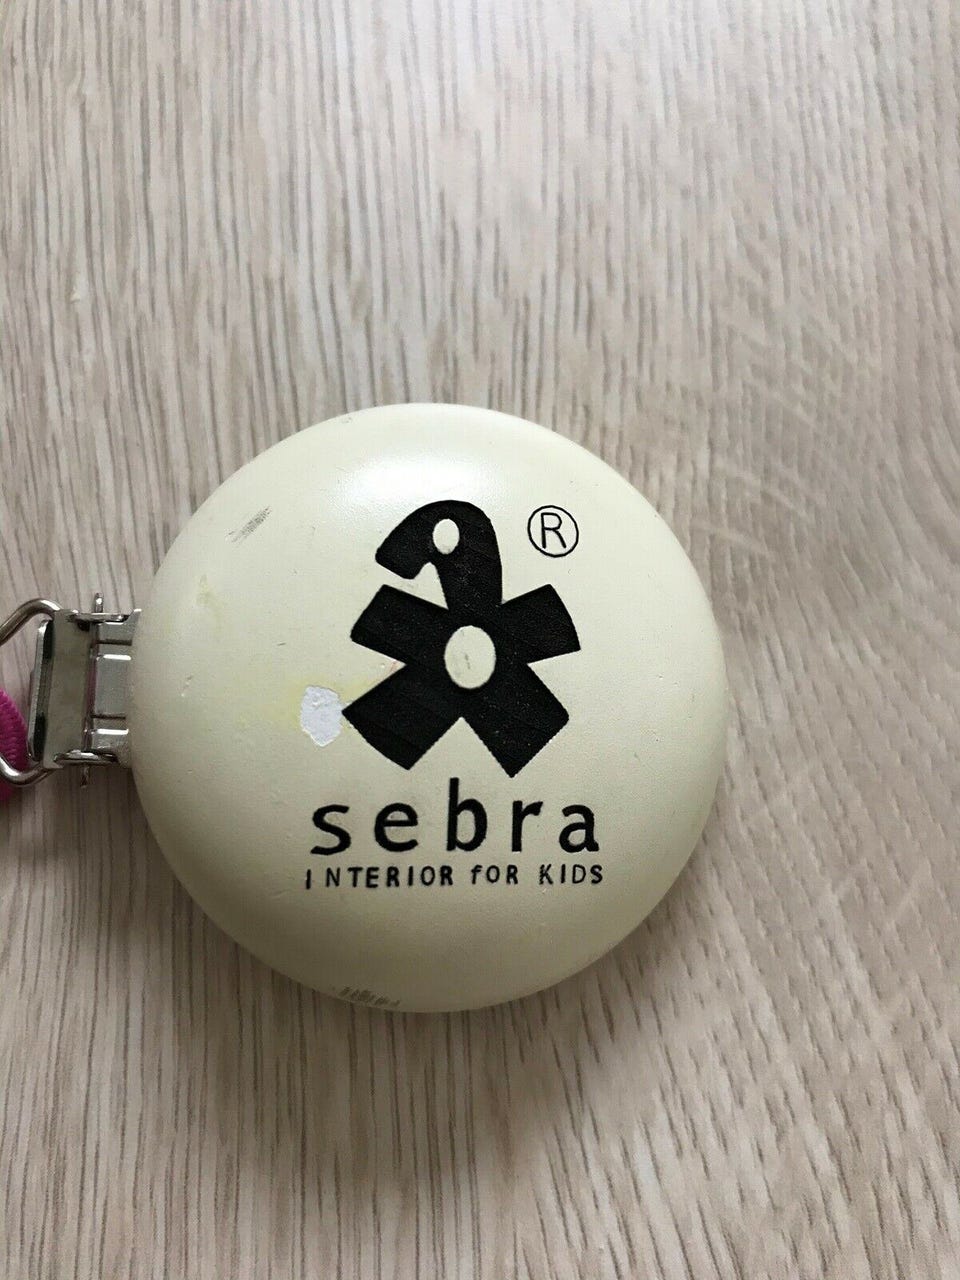 ®
sebra
INTERIOR fOR KIDS